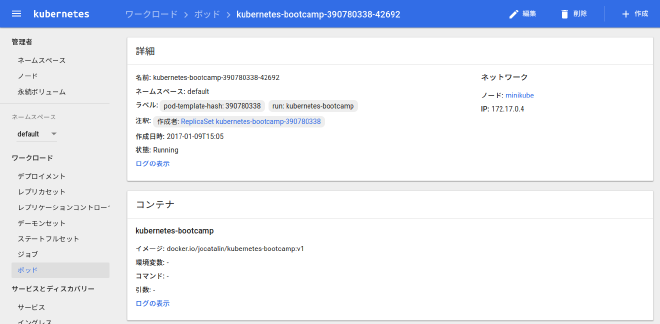 kubernetes
ワークロード > ポッド > kubernetes-bootcamp-390780338-42692
編集
削除
+ 作成
管理者
ネームスペース
ノード
永続ボリューム
ネームスペース
default
ワークロード
デプロイメント
レプリカセット
レプリケーションコントロー
デーモンセット
ステートフルセット
ジョブ
ポッド
サービスとディスカバリー
サービス
イングレス
詳細
名前: kubernetes-bootcamp-390780338-42692
ネームスペース: default
ラベル: pod-template-hash: 390780338 run: kubernetes-bootcamp
注釈: 作成者: ReplicaSet kubernetes-bootcamp-390780338
作成日時: 2017-01-09T15:05
状態: Running
ログの表示
ネットワーク
ノード: minikube
IP: 172.17.0.4
コンテナ
kubernetes-bootcamp
イメージ: docker.io/jocatalin/kubernetes-bootcamp:v1
環境変数: -
コマンド: -
引数: -
ログの表示